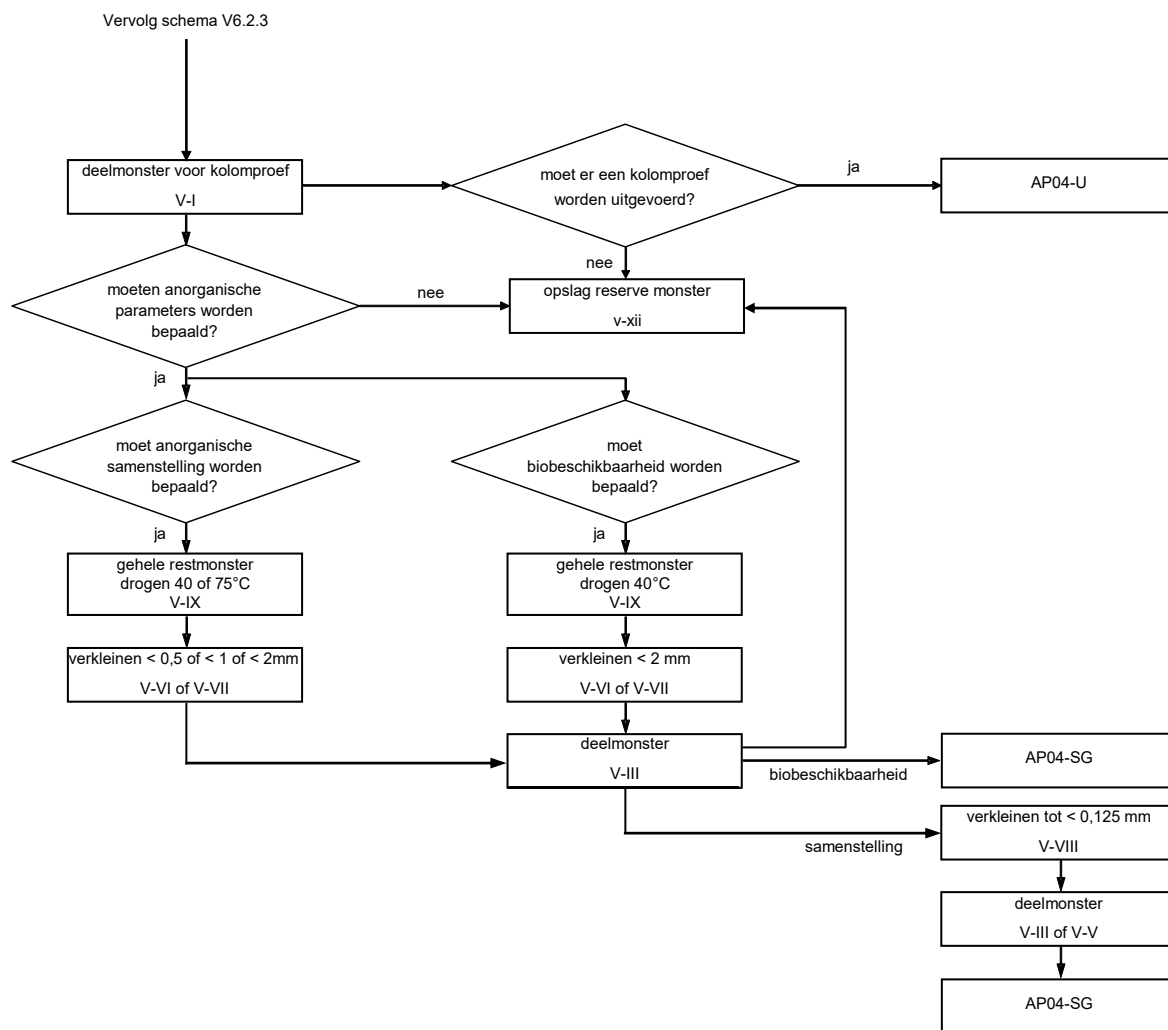 Vervolg schema V6.2.3
deelmonster voor kolomproef
V-I
moet er een kolomproef
worden uitgevoerd?
ja
AP04-U
nee
moeten anorganische
parameters worden
bepaald?
nee
opslag reserve monster
v-xii
ja
moet anorganische
samenstelling worden
bepaald?
moet
biobeschikbaarheid worden
bepaald?
ja
ja
gehele restmonster
drogen 40 of 75°C
V-IX
gehele restmonster
drogen 40°C
V-IX
verkleinen < 0,5 of < 1 of < 2mm
V-VI of V-VII
verkleinen < 2 mm
V-VI of V-VII
deelmonster
V-III
biobeschikbaarheid
AP04-SG
samenstelling
verkleinen tot < 0,125 mm
V-VIII
deelmonster
V-III of V-V
AP04-SG